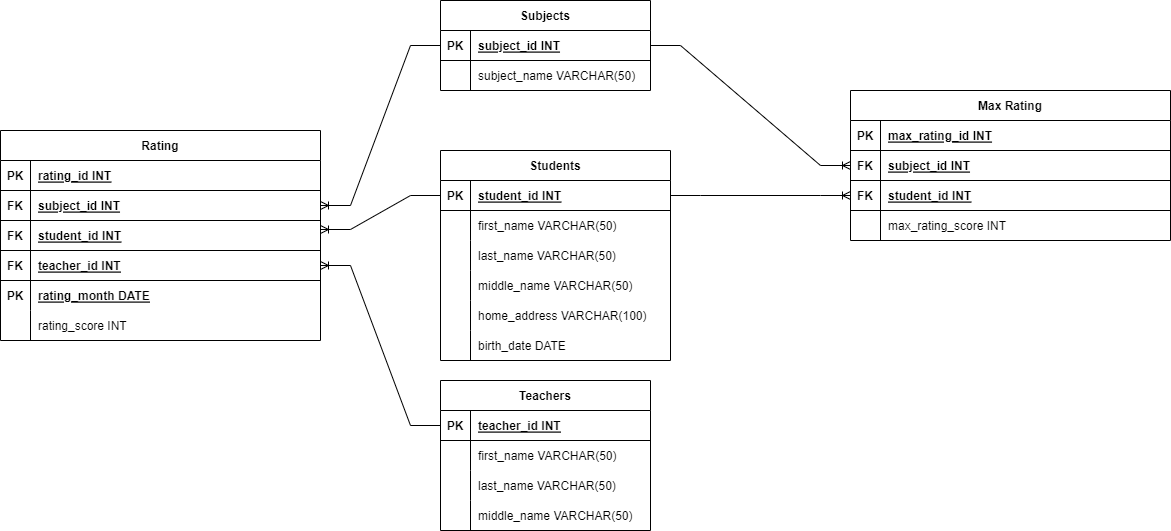 Subjects
PK subject_id INT
subject_name VARCHAR(50)
Rating
PK rating_id INT
FK subject_id INT
FK student_id INT
FK teacher_id INT
PK rating_month DATE
rating_score INT
Students
PK student_id INT
first_name VARCHAR(50)
last_name VARCHAR(50)
middle_name VARCHAR(50)
home_address VARCHAR(100)
birth_date DATE
Teachers
PK teacher_id INT
first_name VARCHAR(50)
last_name VARCHAR(50)
middle_name VARCHAR(50)
Max Rating
PK max_rating_id INT
FK subject_id INT
FK student_id INT
max_rating_score INT